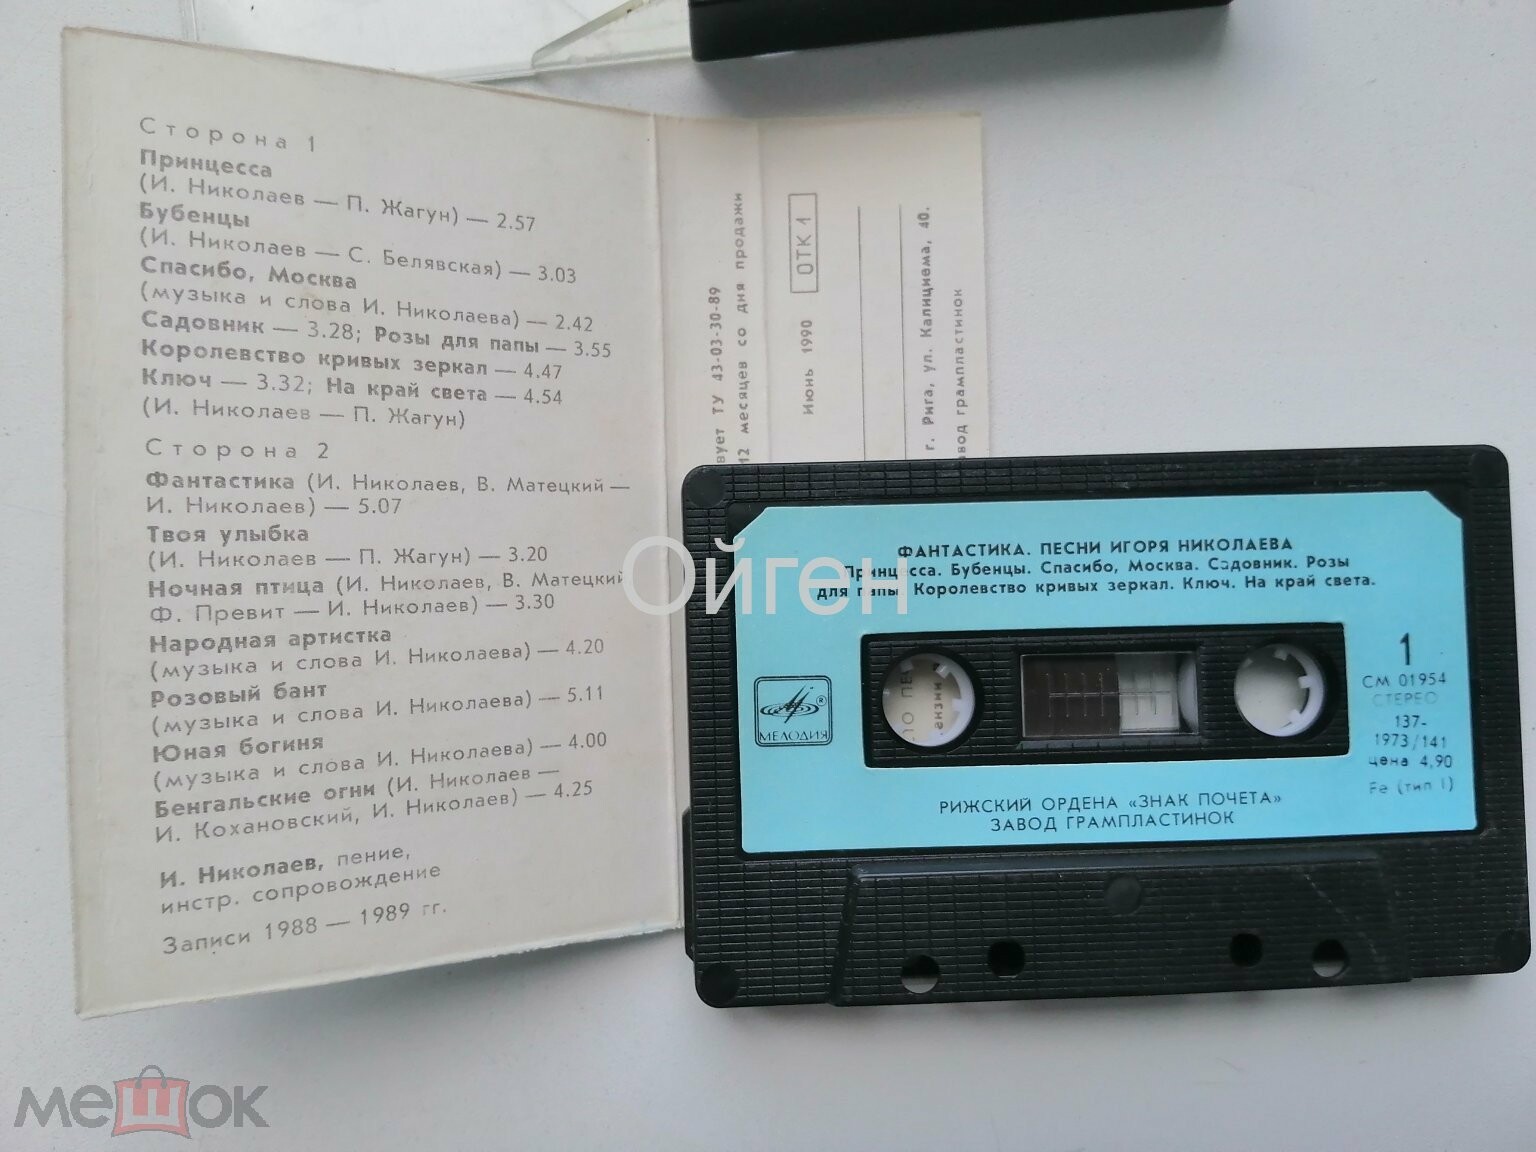 Сторона 1
Принцесса
(И. Николаев — П. Жагун) — 2.57
Бубенцы
(И. Николаев — С. Белявская) — 3.03
Спасибо, Москва
(музыка и слова И. Николаева) — 2.42
Садовник — 3.28; Розы для папы — 3.55
Королевство кривых зеркал — 4.47
Ключ — 3.32; На край света — 4.54
(И. Николаев — П. Жагун)
Сторона 2
Фантастика (И. Николаев, В. Матецкий —
И. Николаев) — 5.07
Твоя улыбка
(И. Николаев — П. Жагун) — 3.20
Ночная птица (И. Николаев, В. Матецкий
Ф. Превит — И. Николаев) — 3.30
Народная артистка
(музыка и слова И. Николаева) — 4.20
Розовый бант
(музыка и слова И. Николаева) — 5.11
Юная богиня
(музыка и слова И. Николаева) — 4.00
Бенгальские огни (И. Николаев —
И. Кохановский, И. Николаев) — 4.25
И. Николаев, пение,
инстр. сопровождение
Записи 1988 — 1989 гг.
ТУ 43-03-30-89
12 месяцев со дня продажи
Июнь 1990
ОТК 1
г. Рига, ул. Калнциема, 40.
завод грампластинок
ФАНТАСТИКА. ПЕСНИ ИГОРЯ НИКОЛАЕВА
Принцесса. Бубенцы. Спасибо, Москва. Садовник. Розы
для папы. Королевство кривых зеркал. Ключ. На край света.
1
СМ 01954
СТЕРЕО
137-
1973/141
цена 4,90
Fe (тип I)
МЕЛОДИЯ
РИЖСКИЙ ОРДЕНА «ЗНАК ПОЧЕТА»
ЗАВОД ГРАМПЛАСТИНОК
Ойген
мешок